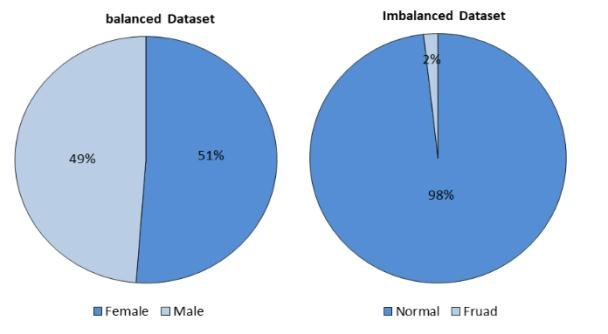 balanced Dataset
49%
51%
Female Male
Imbalanced Dataset
2%
98%
Normal Fruad